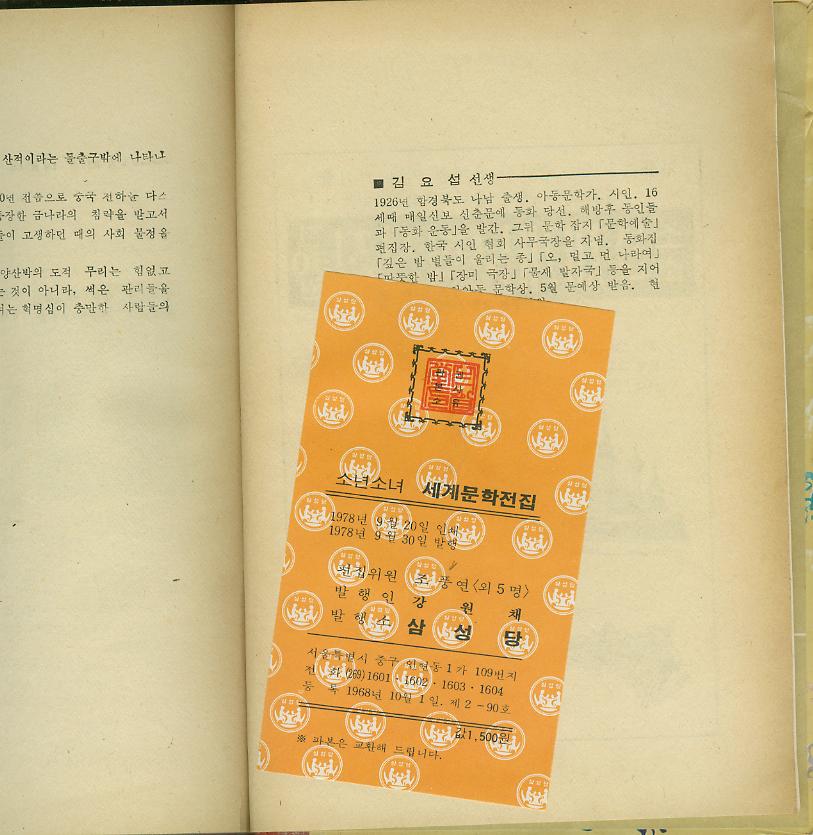 산적이라는 돌출구밖에 나타나
전쯤으로 중국 천하를 다스
등장한 금나라의 침략을 받고서
들이 고생하던 때의 사회 물정을
양산박의 도적 무리는 힘없고
는 것이 아니라, 썩은 관리들을
려는 혁명심이 충만한 사람들의
■ 김 요 섭 선생
1926년 함경북도 나남 출생. 아동문학가. 시인. 16
세때 매일신보 신춘문에 동화 당선. 해방후 동인들
과 「동화 운동」을 발간. 그뒤 문학 잡지 「문학예술」
편집장. 한국 시인 협회 사무국장을 지냄. 동화집
「깊은 밤 별들이 울리는 종」「오, 멀고 먼 나라여」
「따뜻한 밤」「장미 극장」「물새 발자국」등을 지어
문학상. 5월 문예상 받음. 현
소년소녀 세계문학전집
1978년 9월 20일 인쇄
1978년 9월 30일 발행
편집위원 조 풍 연〈외 5 명〉
발 행 인 강 원 채
발 행 소 삼 성 당
서울특별시 중구 인현동 1 가 109번지
전 화 (269) 1601 · 1602 · 1603 · 1604
등 록 1968년 10월 1 일. 제 2 - 90호
값1,500원
※ 파본은 교환해 드립니다.